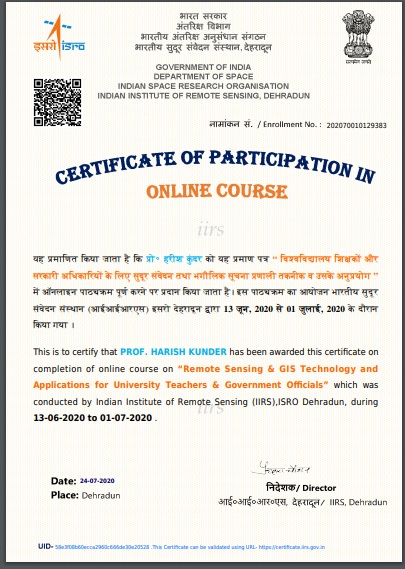 भारत सरकार
अंतरिक्ष विभाग
भारतीय अंतरिक्ष अनुसंधान संगठन
भारतीय सुदूर संवेदन संस्थान, देहरादून
इसरो isro
सत्यमेव जयते
GOVERNMENT OF INDIA
DEPARTMENT OF SPACE
INDIAN SPACE RESEARCH ORGANISATION
INDIAN INSTITUTE OF REMOTE SENSING, DEHRADUN
नामांकन सं. / Enrollment No. : 202070010129383
CERTIFICATE OF PARTICIPATION IN
ONLINE COURSE
iirs
यह प्रमाणित किया जाता है कि प्रो॰ हरीश कुंदर को यह प्रमाण पत्र " विश्वविद्यालय शिक्षकों और
सरकारी अधिकारियों के लिए सुदूर संवेदन तथा भगौलिक सूचना प्रणाली तकनीक व उसके अनुप्रयोग "
में ऑनलाइन पाठ्यक्रम पूर्ण करने पर प्रदान किया जाता है। इस पाठ्यक्रम का आयोजन भारतीय सुदूर
संवेदन संस्थान (आईआईआरएस) इसरो देहरादून द्वारा 13 जून, 2020 से 01 जुलाई, 2020 के दौरान
किया गया ।
This is to certify that PROF. HARISH KUNDER has been awarded this certificate on
completion of online course on "Remote Sensing & GIS Technology and
Applications for University Teachers & Government Officials" which was
conducted by Indian Institute of Remote Sensing (IIRS),ISRO Dehradun, during
13-06-2020 to 01-07-2020 .
iirs
Date: 24-07-2020
Place: Dehradun
निदेशक/ Director
आई०आई०आर०एस, देहरादून/ IIRS, Dehradun
UID- 58e3f08b60ecca2960c666de30e20528 .This Certificate can be validated using URL- https://certificate.iirs.gov.in